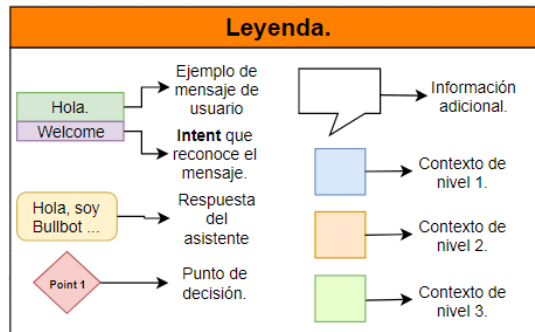 Leyenda.
Hola.
Welcome
Ejemplo de
mensaje de
usuario
Intent que
reconoce el
mensaje.
Hola, soy
Bullbot ...
Respuesta
del
asistente
Point 1
Punto de
decisión.
Información
adicional.
Contexto de
nivel 1.
Contexto de
nivel 2.
Contexto de
nivel 3.